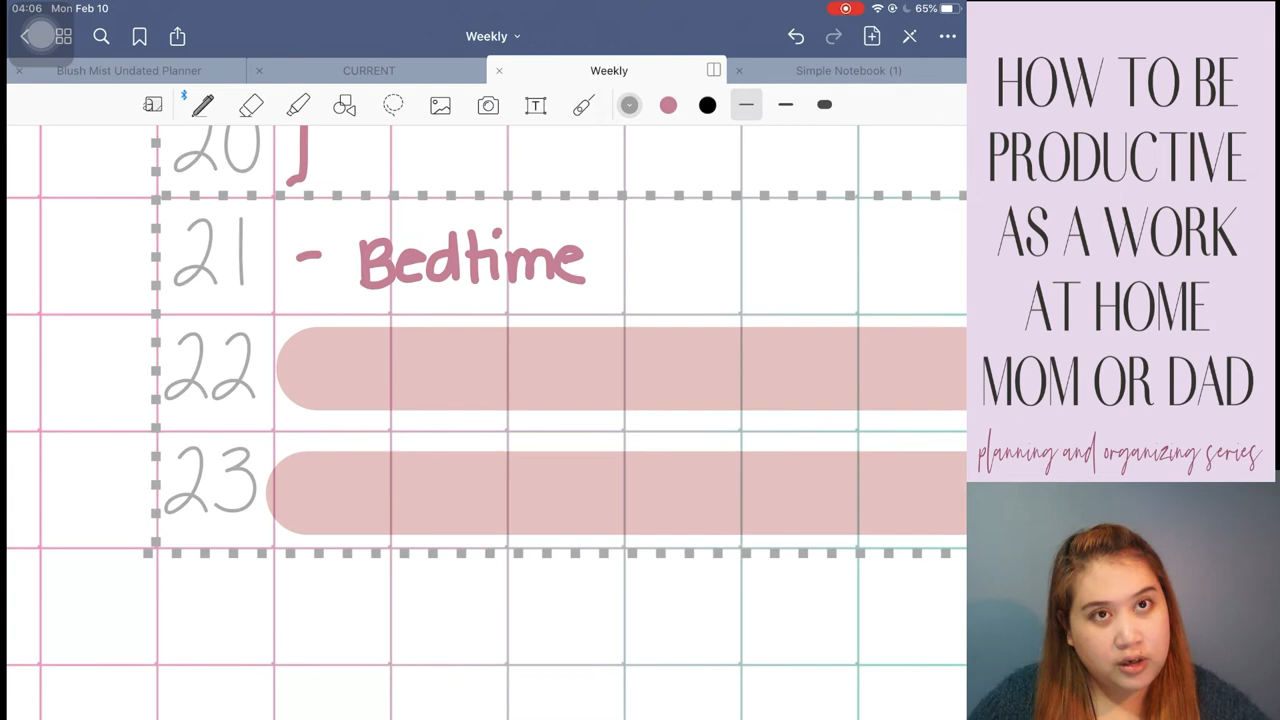 04:06 Mon Feb 10
65%
Weekly
Blush Mist Undated Planner
CURRENT
Weekly
Simple Notebook (1)
20
21 - Bedtime
22
23
HOW TO BE
PRODUCTIVE
AS A WORK
AT HOME
MOM OR DAD
planning and organizing series